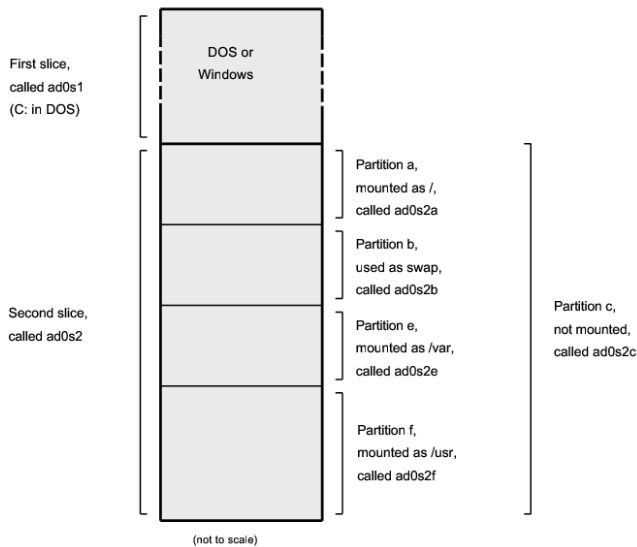 First slice,
called ad0s1
(C: in DOS)
DOS or
Windows
Second slice,
called ad0s2
Partition a,
mounted as /,
called ad0s2a
Partition b,
used as swap,
called ad0s2b
Partition e,
mounted as /var,
called ad0s2e
Partition f,
mounted as /usr,
called ad0s2f
Partition c,
not mounted,
called ad0s2c
(not to scale)